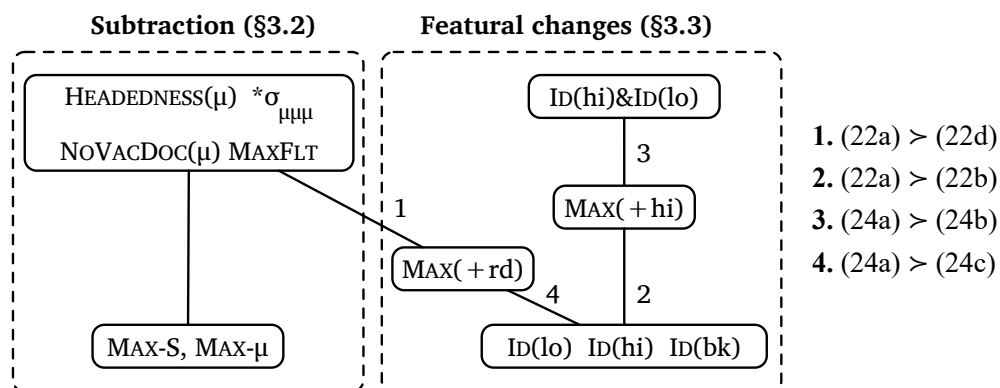 Subtraction (§3.2)
Featural changes (§3.3)
HEADEDNESS(μ) *σμμμ
NOVACDOC(μ) MAXFLT
MAX-S, MAX-μ
ID(hi)&ID(lo)
3
MAX(+hi)
1
MAX(+rd)
4
2
ID(lo) ID(hi) ID(bk)
1. (22a) ≻ (22d)
2. (22a) ≻ (22b)
3. (24a) ≻ (24b)
4. (24a) ≻ (24c)